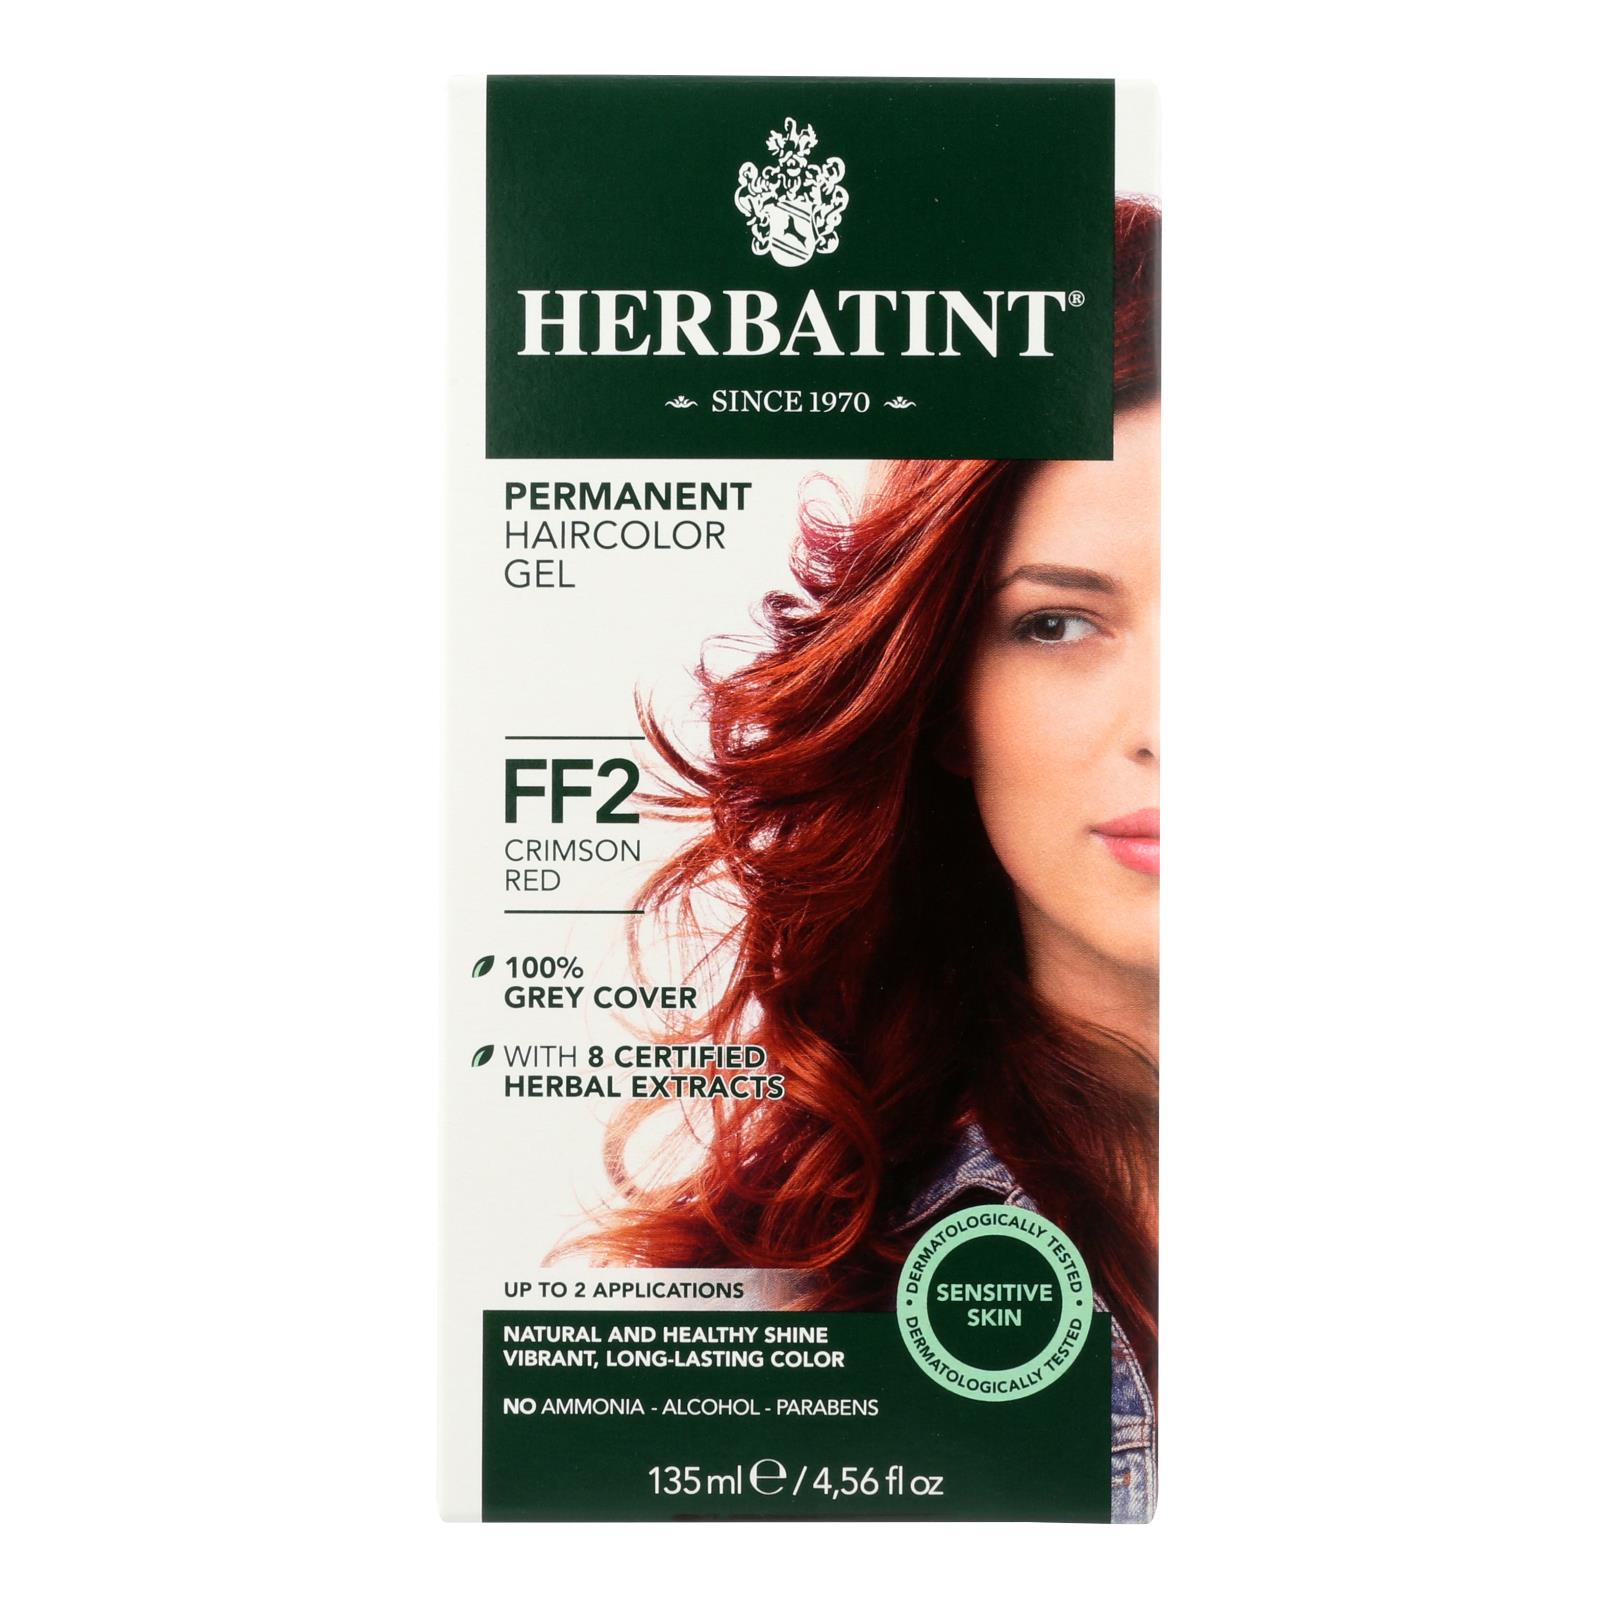 HERBATINT®
SINCE 1970
PERMANENT
HAIRCOLOR
GEL
FF2
CRIMSON
RED
100%
GREY COVER
WITH 8 CERTIFIED
HERBAL EXTRACTS
UP TO 2 APPLICATIONS
• DERMATOLOGICALLY TESTED •
SENSITIVE
SKIN
DERMATOLOGICALLY TESTED
NATURAL AND HEALTHY SHINE
VIBRANT, LONG-LASTING COLOR
NO AMMONIA - ALCOHOL - PARABENS
135 ml ℮ / 4,56 fl oz